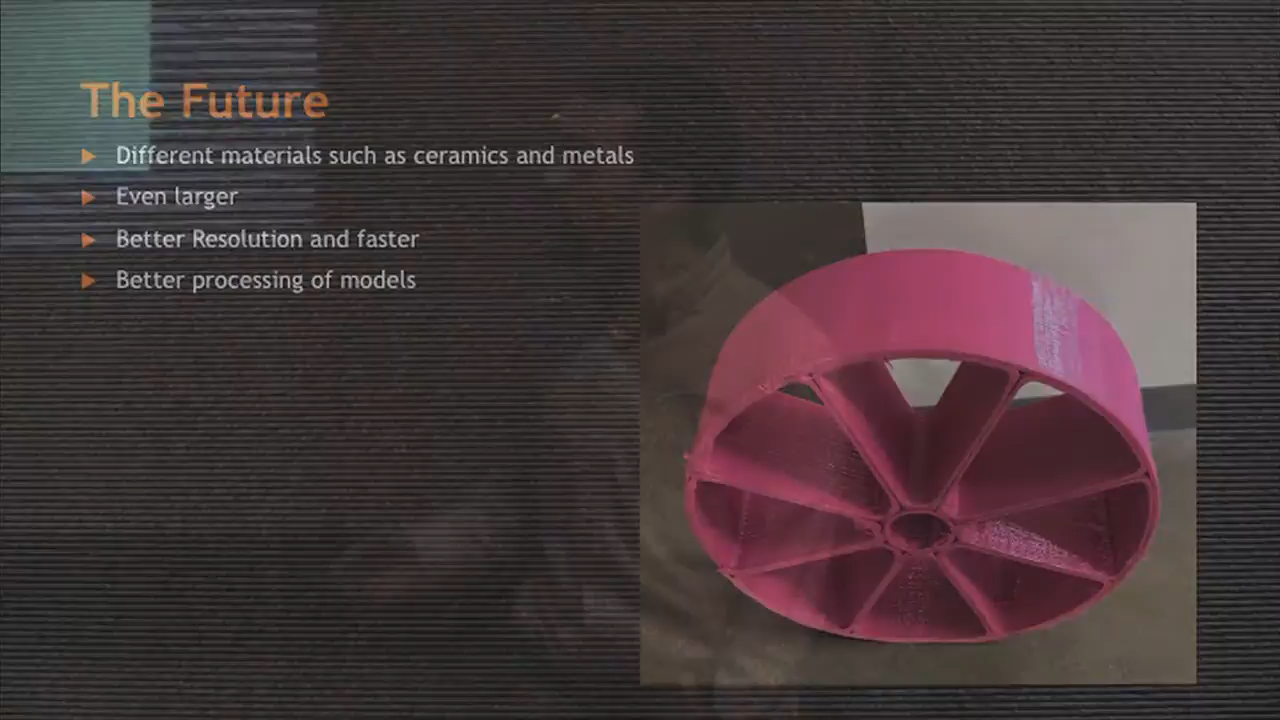 The Future
Different materials such as ceramics and metals
Even larger
Better Resolution and faster
Better processing of models